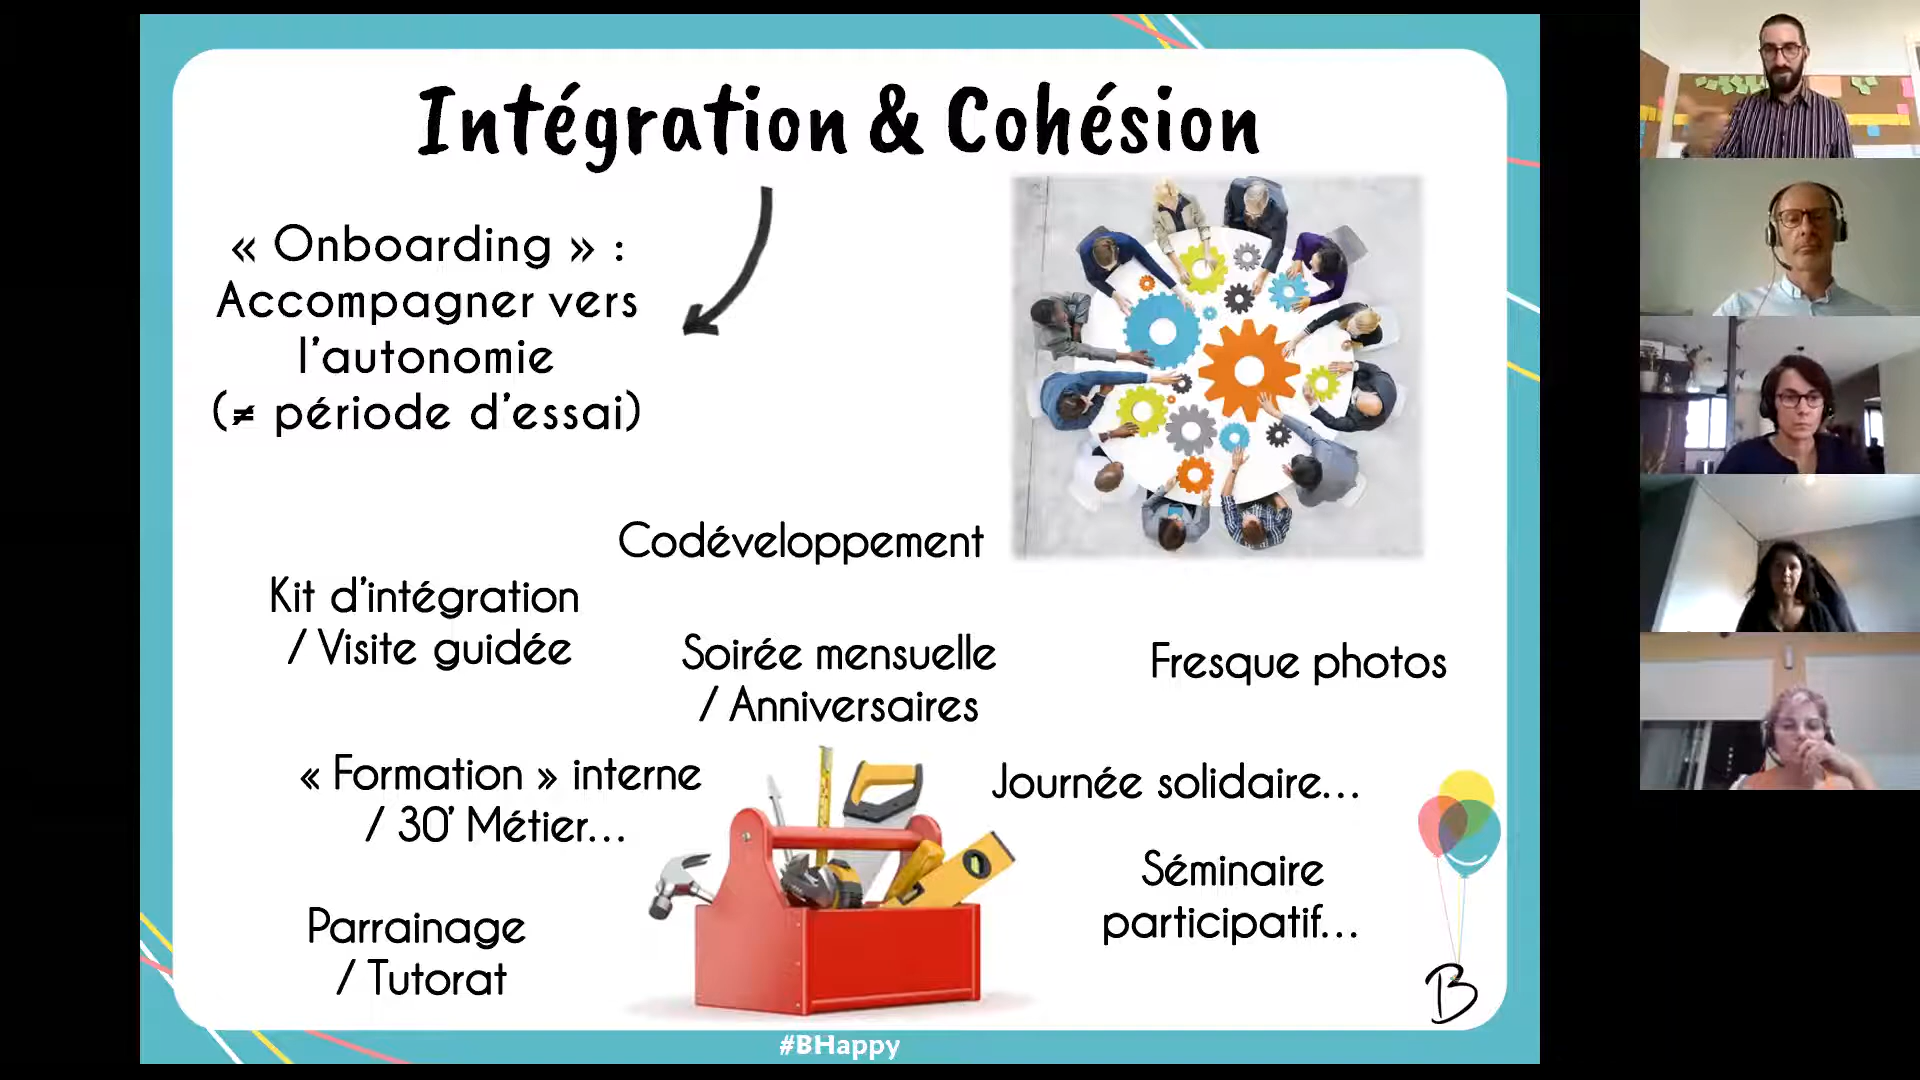 Intégration & Cohésion
« Onboarding » :
Accompagner vers
l'autonomie
(≠ période d'essai)
Codéveloppement
Kit d'intégration
/ Visite guidée
Soirée mensuelle
/ Anniversaires
Fresque photos
« Formation » interne
/ 30' Métier...
Journée solidaire...
Séminaire
participatif...
Parrainage
/ Tutorat
B
#BHappy